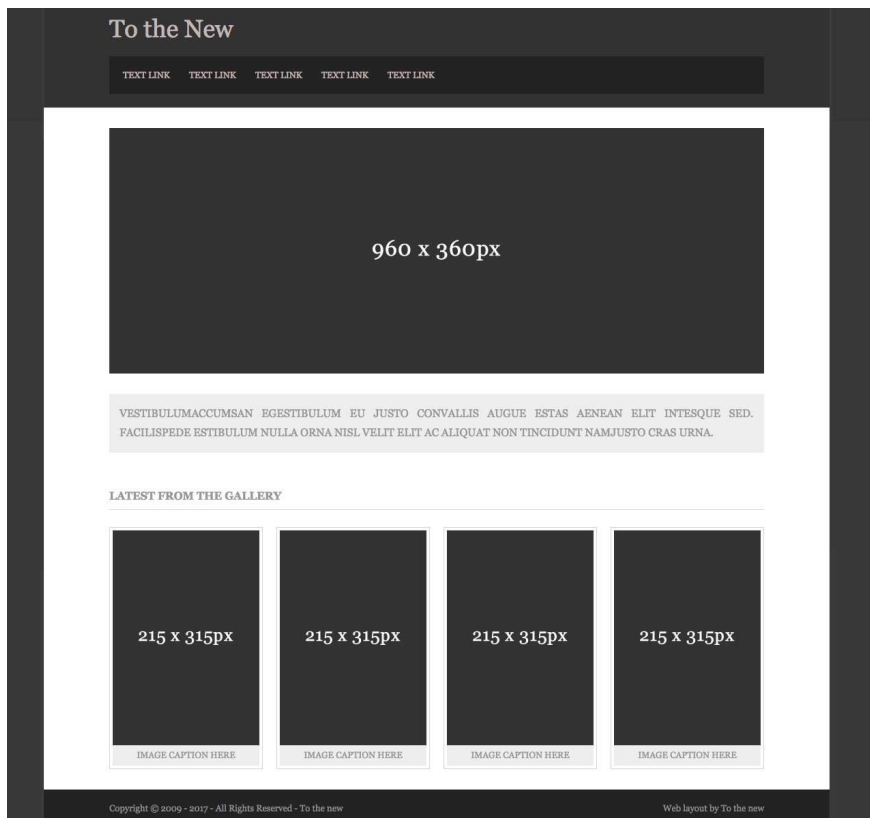 To the New
TEXT LINK TEXT LINK TEXT LINK TEXT LINK TEXT LINK
960 x 360px
VESTIBULUMACCUMSAN EGESTIBULUM EU JUSTO CONVALLIS AUGUE ESTAS AENEAN ELIT INTESQUE SED.
FACILISPEDE ESTIBULUM NULLA ORNA NISL VELIT ELIT AC ALIQUAT NON TINCIDUNT NAMJUSTO CRAS URNA.
LATEST FROM THE GALLERY
215 x 315px 215 x 315px 215 x 315px 215 x 315px
IMAGE CAPTION HERE IMAGE CAPTION HERE IMAGE CAPTION HERE IMAGE CAPTION HERE
Copyright © 2009 - 2017 - All Rights Reserved - To the new Web layout by To the new